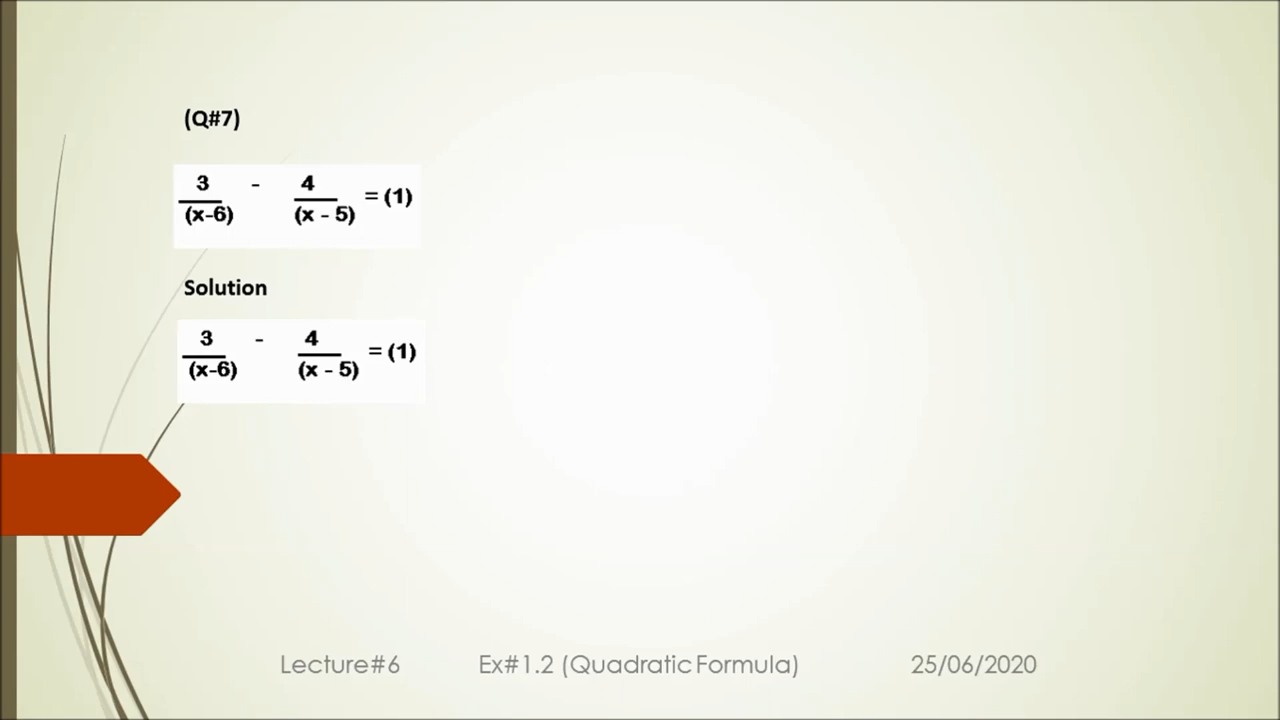 (Q#7)
3 - 4 = (1)
(x-6) (x - 5)
Solution
3 - 4 = (1)
(x-6) (x - 5)
Lecture#6 Ex#1.2 (Quadratic Formula) 25/06/2020